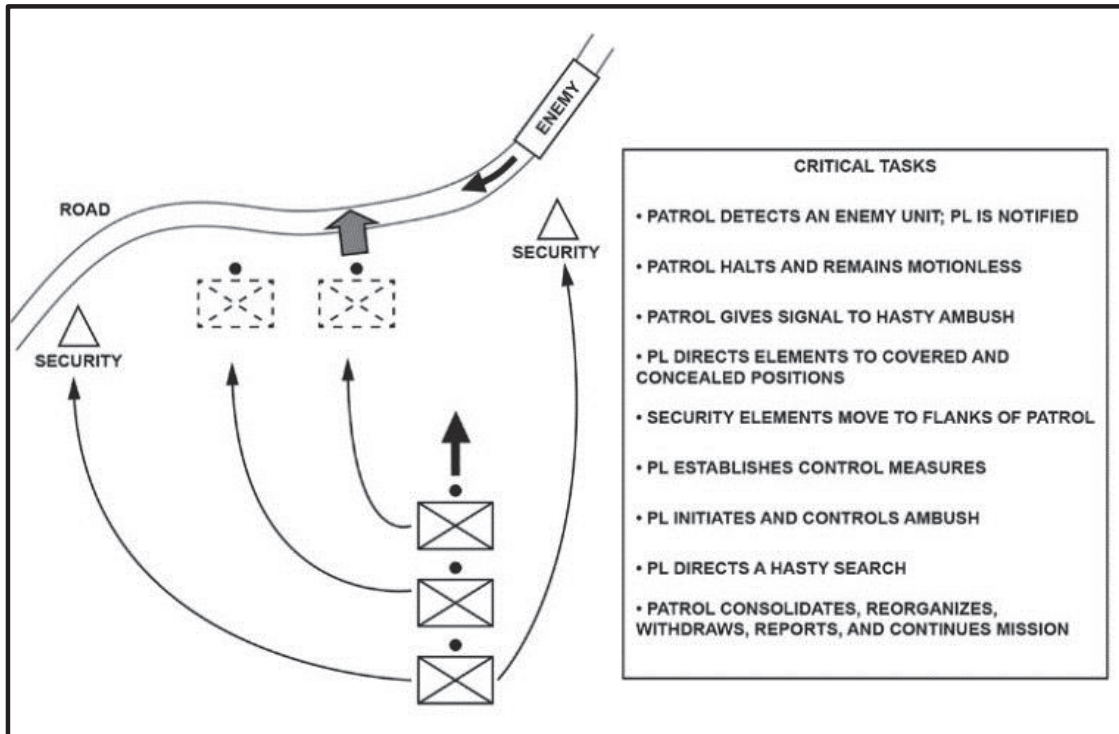 ENEMY
ROAD
SECURITY
SECURITY
CRITICAL TASKS
• PATROL DETECTS AN ENEMY UNIT; PL IS NOTIFIED
• PATROL HALTS AND REMAINS MOTIONLESS
• PATROL GIVES SIGNAL TO HASTY AMBUSH
• PL DIRECTS ELEMENTS TO COVERED AND
CONCEALED POSITIONS
• SECURITY ELEMENTS MOVE TO FLANKS OF PATROL
• PL ESTABLISHES CONTROL MEASURES
• PL INITIATES AND CONTROLS AMBUSH
• PL DIRECTS A HASTY SEARCH
• PATROL CONSOLIDATES, REORGANIZES,
WITHDRAWS, REPORTS, AND CONTINUES MISSION